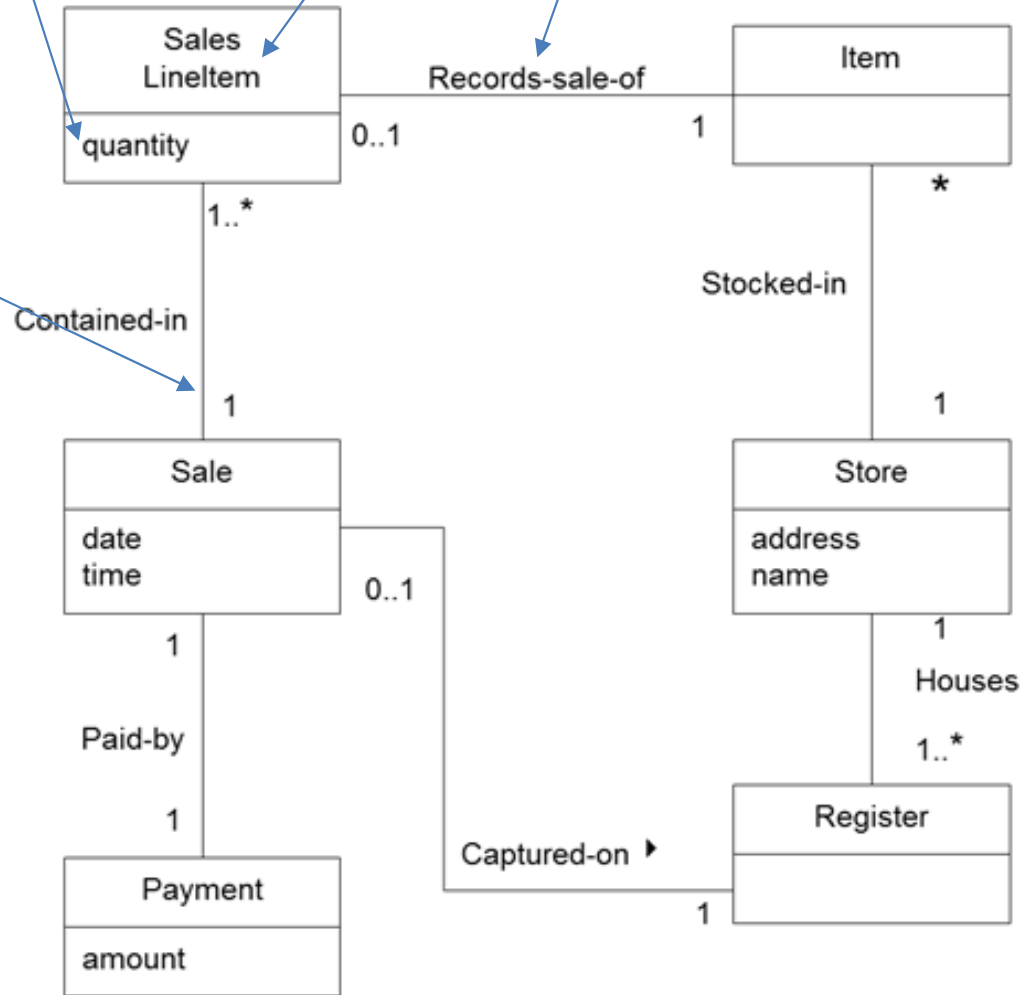 Sales
LineItem
quantity
Records-sale-of
0..1
1
Item
1..*
*
Contained-in
Stocked-in
1
1
Sale
date
time
Store
address
name
0..1
1
1
Houses
Paid-by
1..*
1
Captured-on
1
Register
Payment
amount